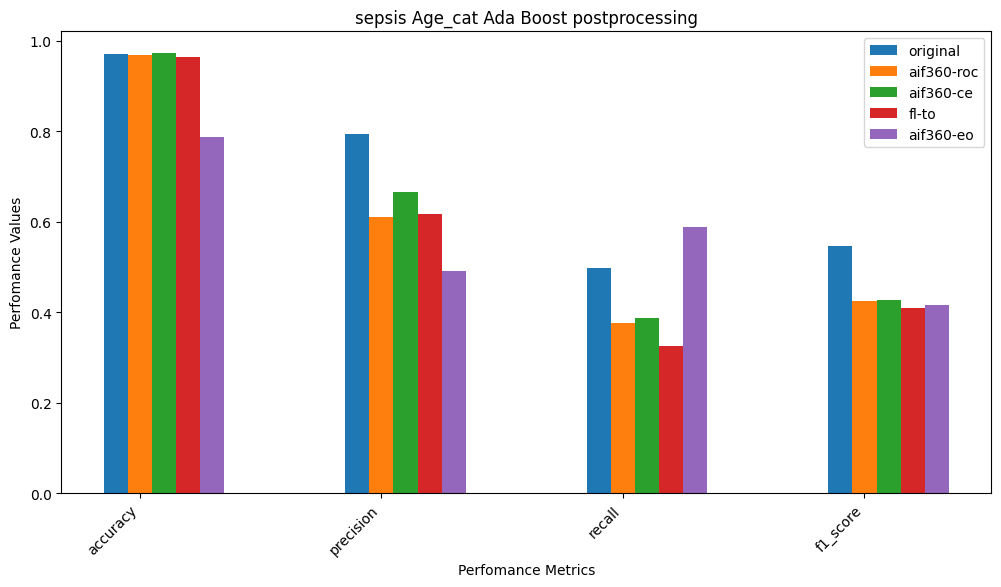 sepsis Age_cat Ada Boost postprocessing
1.0
0.8
0.6
0.4
0.2
0.0
Perfomance Values
original
aif360-roc
aif360-ce
fl-to
aif360-eo
accuracy
precision
recall
f1_score
Perfomance Metrics